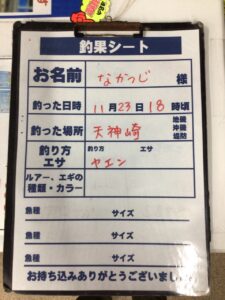 釣果シート
お名前 ながつじ 様
釣った日時 11月23日18時頃
釣った場所 天神崎 地磯 沖磯 堤防
釣り方 エサ 釣り方 ヤエン エサ
ルアー、エギの種類・カラー
魚種 サイズ
魚種 サイズ
魚種 サイズ
お持ち込みありがとうございまし